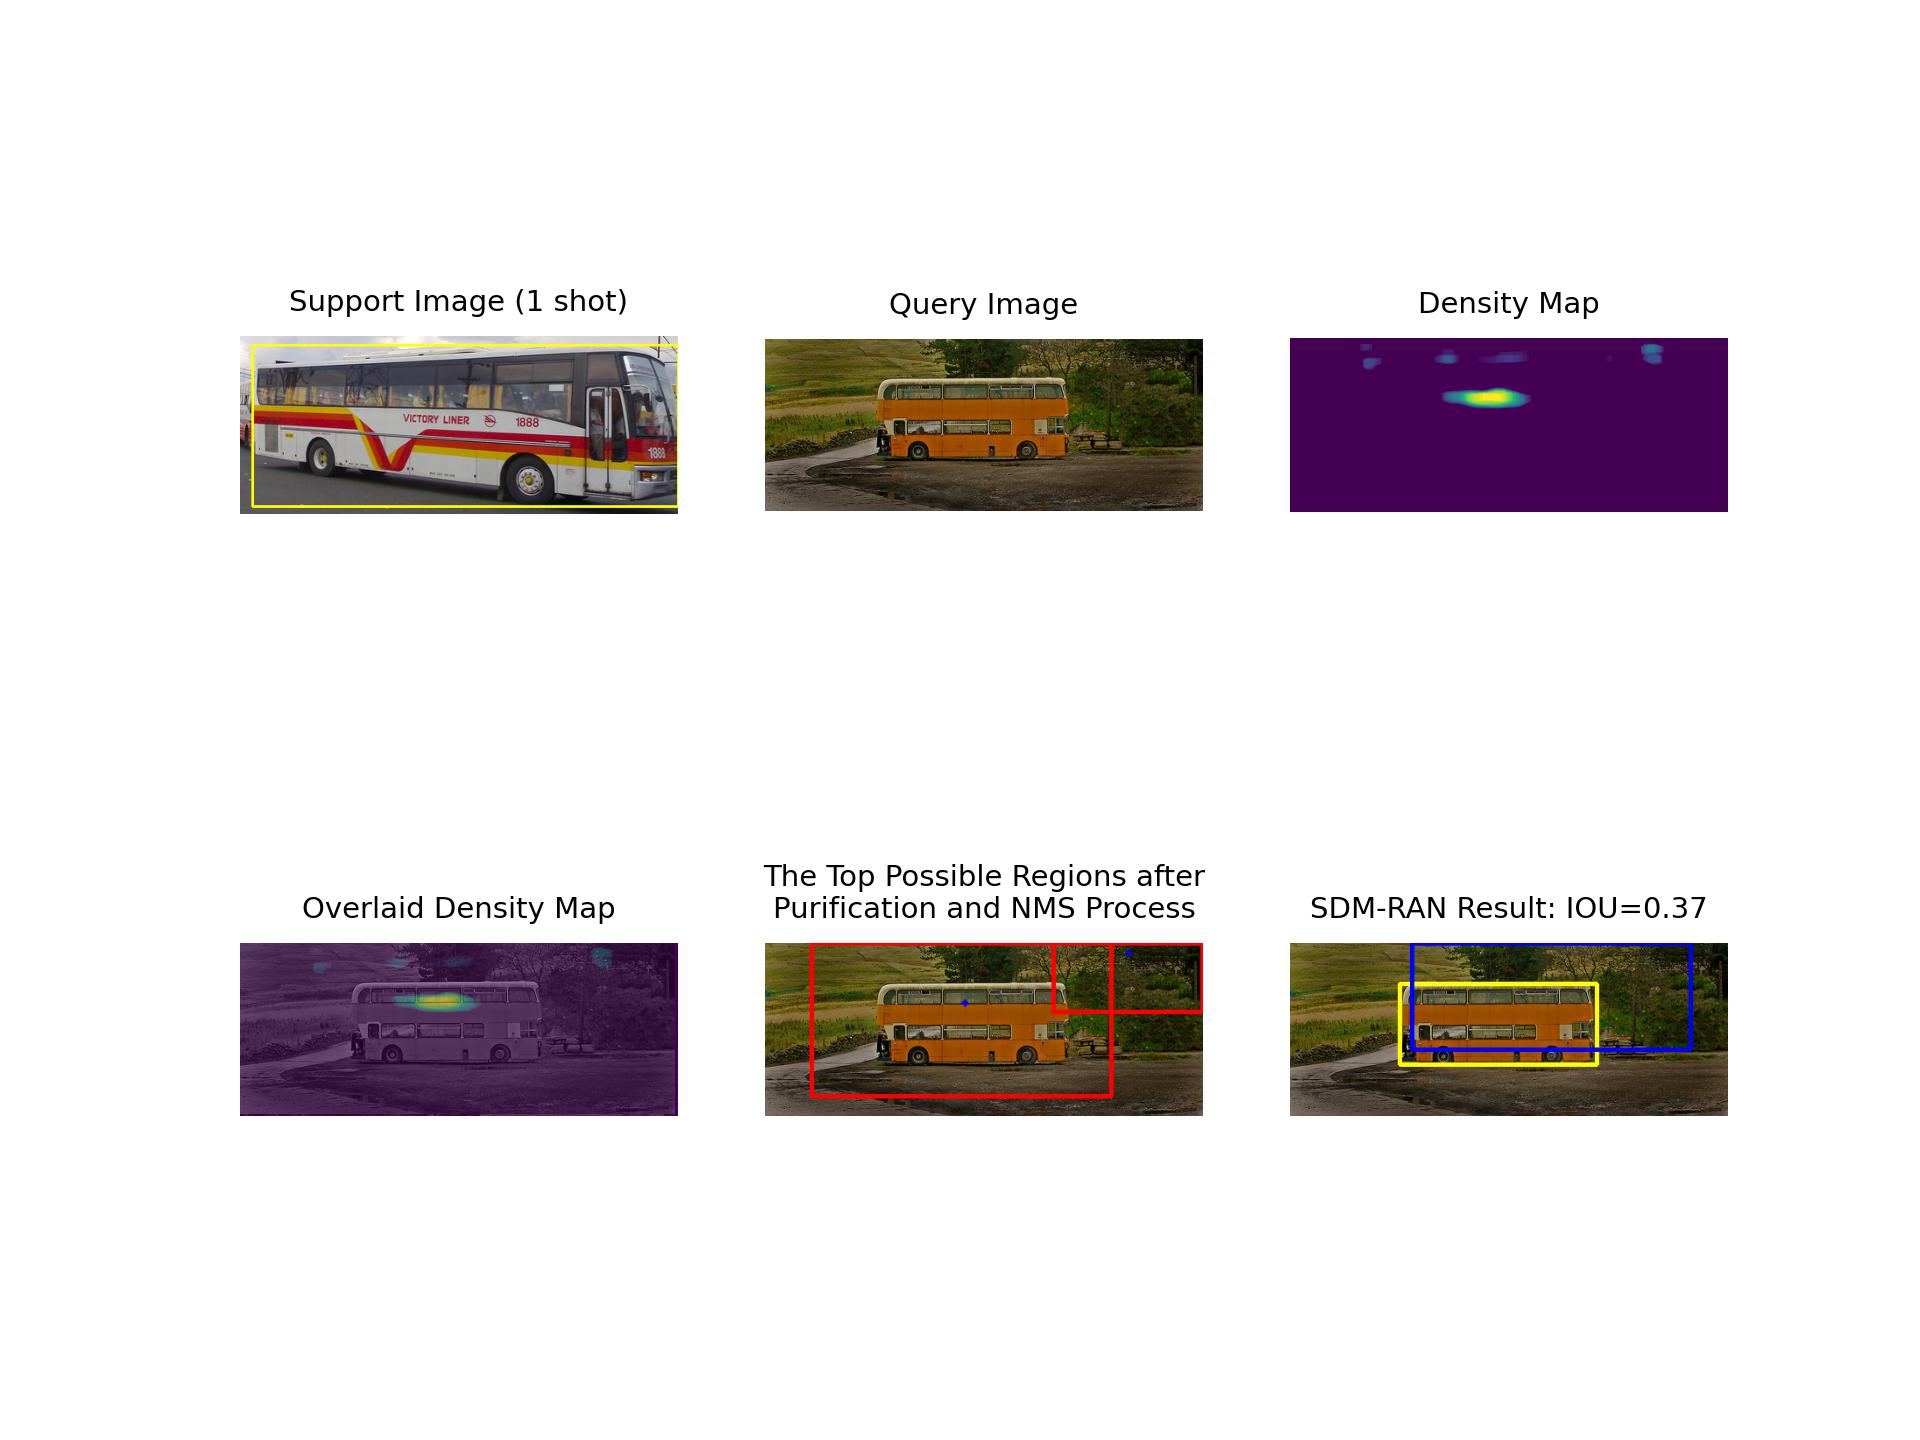 Support Image (1 shot)
Query Image
Density Map
VICTORY LINER 1888
1888
Overlaid Density Map
The Top Possible Regions after
Purification and NMS Process
SDM-RAN Result: IOU=0.37